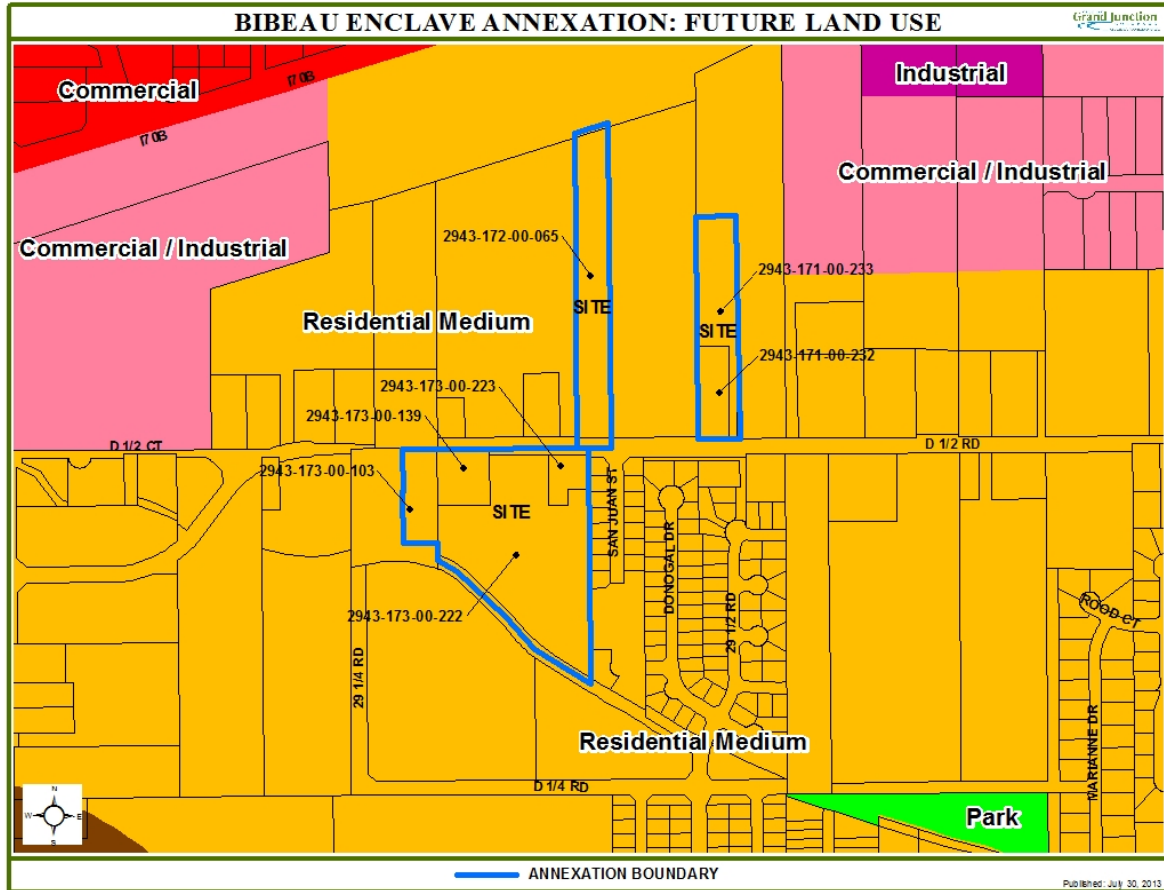 BIBEAU ENCLAVE ANNEXATION: FUTURE LAND USE
Grand Junction
Commercial
I70B
I70B
Industrial
Commercial / Industrial
Commercial / Industrial
2943-172-00-065
2943-171-00-233
SITE
SITE
Residential Medium
2943-171-00-232
2943-173-00-223
2943-173-00-139
D 1/2 CT
D 1/2 RD
2943-173-00-103
SITE
SAN JUAN ST
DONOGAL DR
29 1/2 RD
ROOD CT
2943-173-00-222
29 1/4 RD
MARIANNE DR
Residential Medium
D 1/4 RD
N
W
E
S
Park
ANNEXATION BOUNDARY
Published: July 30, 2013